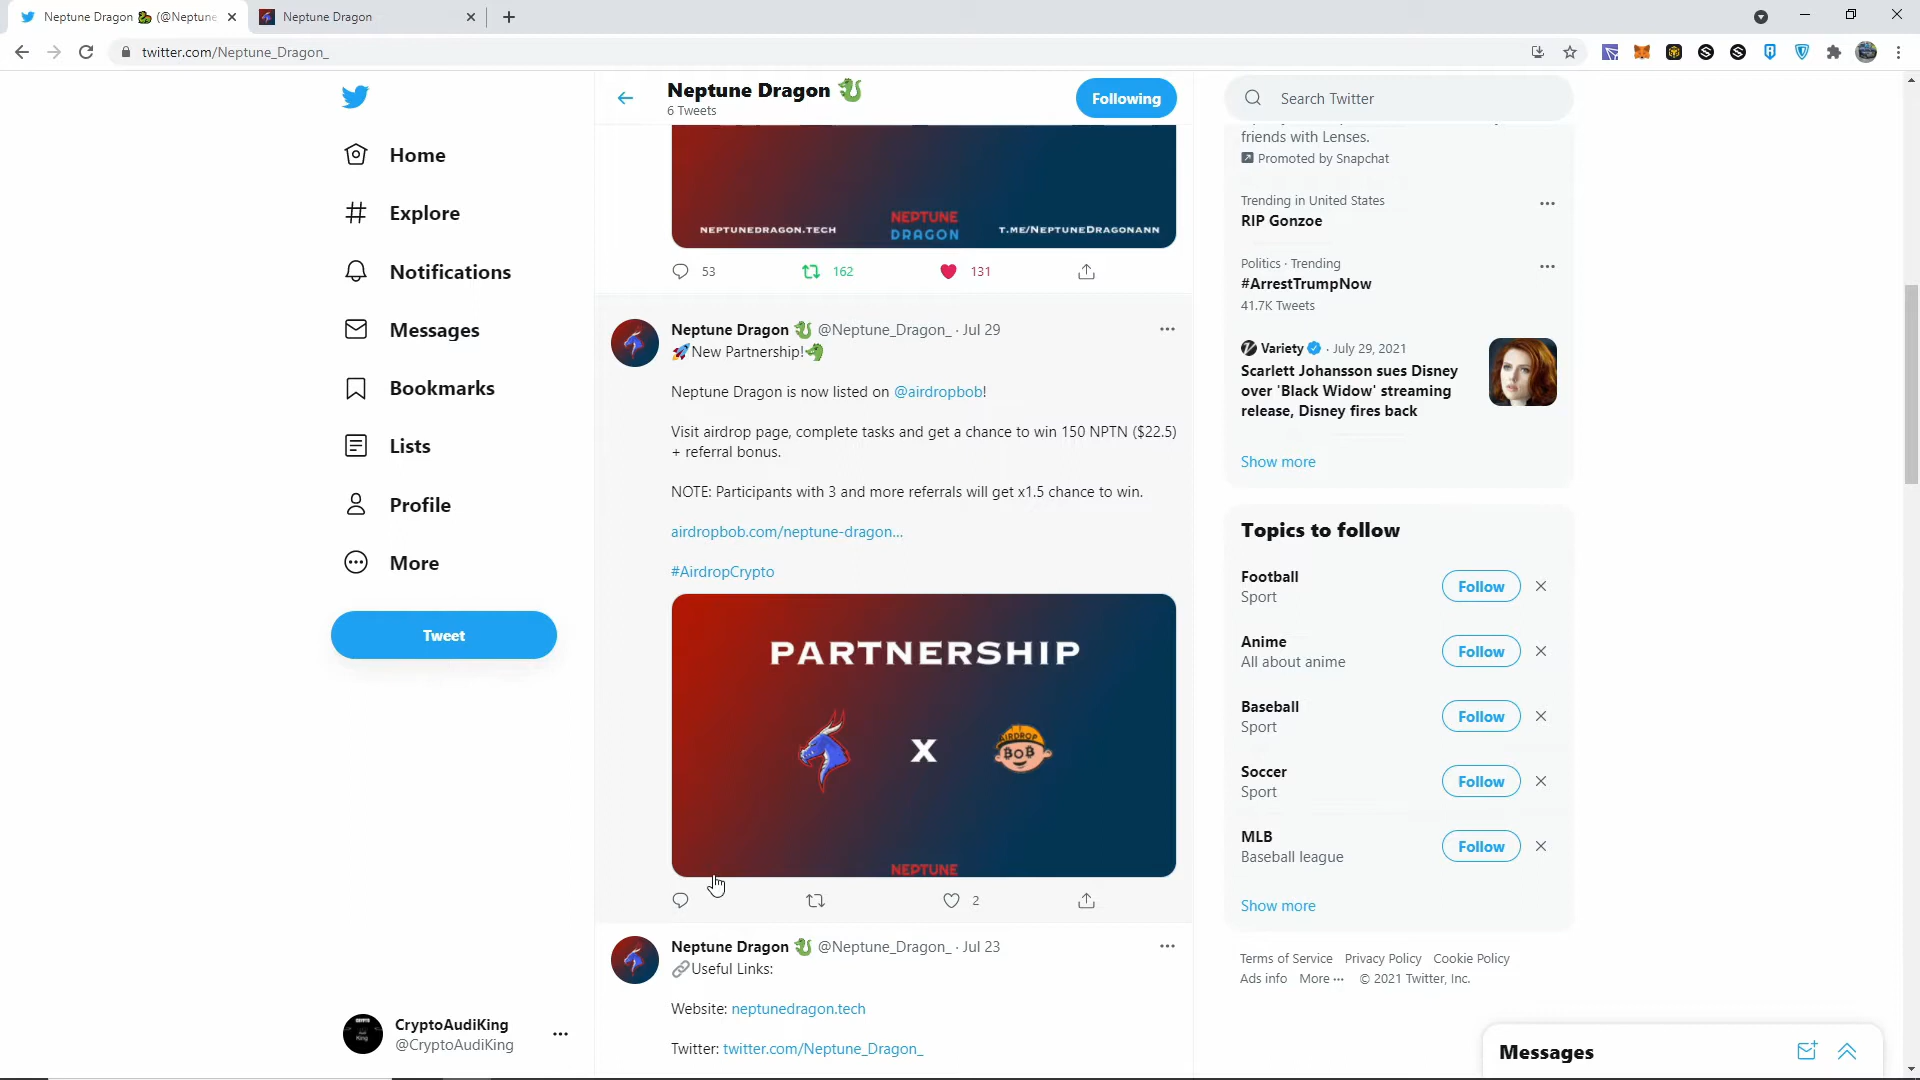 Neptune Dragon 🐉 (@Neptune
Neptune Dragon
twitter.com/Neptune_Dragon_
Home
Explore
Notifications
Messages
Bookmarks
Lists
Profile
More
Tweet
CryptoAudiKing
@CryptoAudiKing
Neptune Dragon 🐉
6 Tweets
Following
NEPTUNEDRAGON.TECH
NEPTUNE
DRAGON
T.ME/NEPTUNEDRAGONANN
53
162
131
Neptune Dragon 🐉 @Neptune_Dragon_ · Jul 29
🚀New Partnership!🐲
Neptune Dragon is now listed on @airdropbob!
Visit airdrop page, complete tasks and get a chance to win 150 NPTN ($22.5)
+ referral bonus.
NOTE: Participants with 3 and more referrals will get x1.5 chance to win.
airdropbob.com/neptune-dragon...
#AirdropCrypto
PARTNERSHIP
X
AIRDROP
BOB
NEPTUNE
2
Neptune Dragon 🐉 @Neptune_Dragon_ · Jul 23
🔗Useful Links:
Website: neptunedragon.tech
Twitter: twitter.com/Neptune_Dragon_
Search Twitter
friends with Lenses.
Promoted by Snapchat
Trending in United States
RIP Gonzoe
Politics · Trending
#ArrestTrumpNow
41.7K Tweets
Variety · July 29, 2021
Scarlett Johansson sues Disney
over 'Black Widow' streaming
release, Disney fires back
Show more
Topics to follow
Football
Sport
Follow
Anime
All about anime
Follow
Baseball
Sport
Follow
Soccer
Sport
Follow
MLB
Baseball league
Follow
Show more
Terms of Service Privacy Policy Cookie Policy
Ads info More ··· © 2021 Twitter, Inc.
Messages